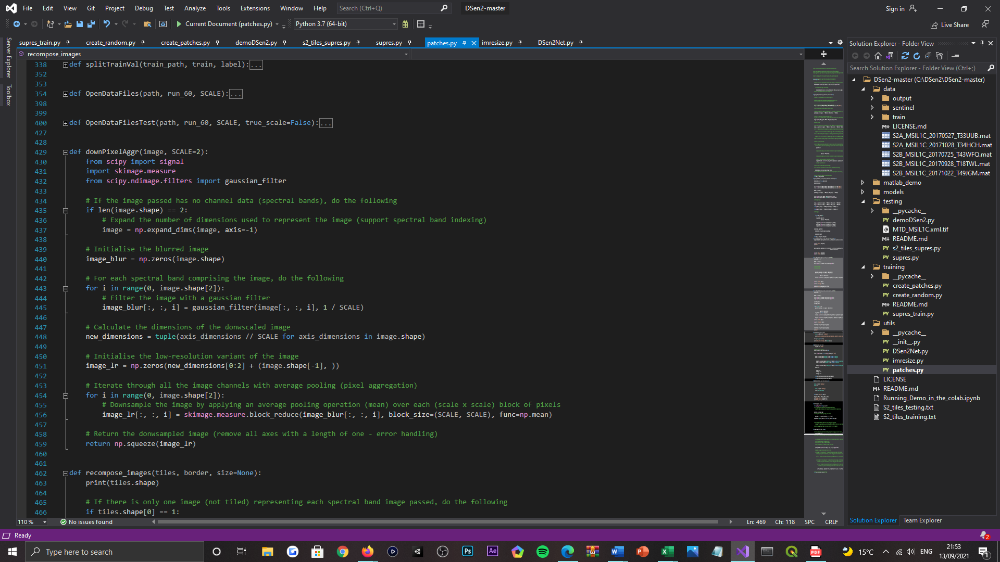 File Edit View Git Project Debug Test Analyze Tools Extensions Window Help Search (Ctrl+Q) DSen2-master Sign in
Current Document (patches.py) Python 3.7 (64-bit) Live Share
supres_train.py create_random.py create_patches.py demoDSen2.py s2_tiles_supres.py supres.py patches.py imresize.py DSen2Net.py
recompose_images
Server Explorer
Toolbox
338 def splitTrainVal(train_path, train, label):...
352
353
354 def OpenDataFiles(path, run_60, SCALE):...
398
399
400 def OpenDataFilesTest(path, run_60, SCALE, true_scale=False):...
427
428
429 def downPixelAggr(image, SCALE=2):
430 from scipy import signal
431 import skimage.measure
432 from scipy.ndimage.filters import gaussian_filter
433
434 # If the image passed has no channel data (spectral bands), do the following
435 if len(image.shape) == 2:
436 # Expand the number of dimensions used to represent the image (support spectral band indexing)
437 image = np.expand_dims(image, axis=-1)
438
439 # Initialise the blurred image
440 image_blur = np.zeros(image.shape)
441
442 # For each spectral band comprising the image, do the following
443 for i in range(0, image.shape[2]):
444 # Filter the image with a gaussian filter
445 image_blur[:, :, i] = gaussian_filter(image[:, :, i], 1 / SCALE)
446
447 # Calculate the dimensions of the donwscaled image
448 new_dimensions = tuple(axis_dimensions // SCALE for axis_dimensions in image.shape)
449
450 # Initialise the low-resolution variant of the image
451 image_lr = np.zeros(new_dimensions[0:2] + (image.shape[-1], ))
452
453 # Iterate through all the image channels with average pooling (pixel aggregation)
454 for i in range(0, image.shape[2]):
455 # Downsample the image by applying an average pooling operation (mean) over each (scale x scale) block of pixels
456 image_lr[:, :, i] = skimage.measure.block_reduce(image_blur[:, :, i], block_size=(SCALE, SCALE), func=np.mean)
457
458 # Return the donwsampled image (remove all axes with a length of one - error handling)
459 return np.squeeze(image_lr)
460
461
462 def recompose_images(tiles, border, size=None):
463 print(tiles.shape)
464
465 # If there is only one image (not tiled) representing each spectral band image passed, do the following
466 if tiles.shape[0] == 1:
110 % No issues found Ln: 469 Ch: 118 SPC CRLF
Solution Explorer - Folder View
Search Solution Explorer - Folder View (Ctrl+;)
DSen2-master (C:\DSen2\DSen2-master)
data
output
sentinel
train
LICENSE.md
S2A_MSIL1C_20170527_T33UUB.mat
S2A_MSIL1C_20171028_T34HCH.mat
S2B_MSIL1C_20170725_T43WFQ.mat
S2B_MSIL1C_20170928_T18TWL.mat
S2B_MSIL1C_20171022_T49JGM.mat
matlab_demo
models
testing
__pycache__
PY demoDSen2.py
MTD_MSIL1C.xml.tif
README.md
PY s2_tiles_supres.py
PY supres.py
training
__pycache__
PY create_patches.py
PY create_random.py
README.md
PY supres_train.py
utils
__pycache__
PY __init__.py
PY DSen2Net.py
PY imresize.py
PY patches.py
LICENSE
README.md
Running_Demo_in_the_colab.ipynb
S2_tiles_testing.txt
S2_tiles_training.txt
Solution Explorer Team Explorer
Ready 2
Type here to search Ps Ae 15°C ENG 21:53
13/09/2021 1